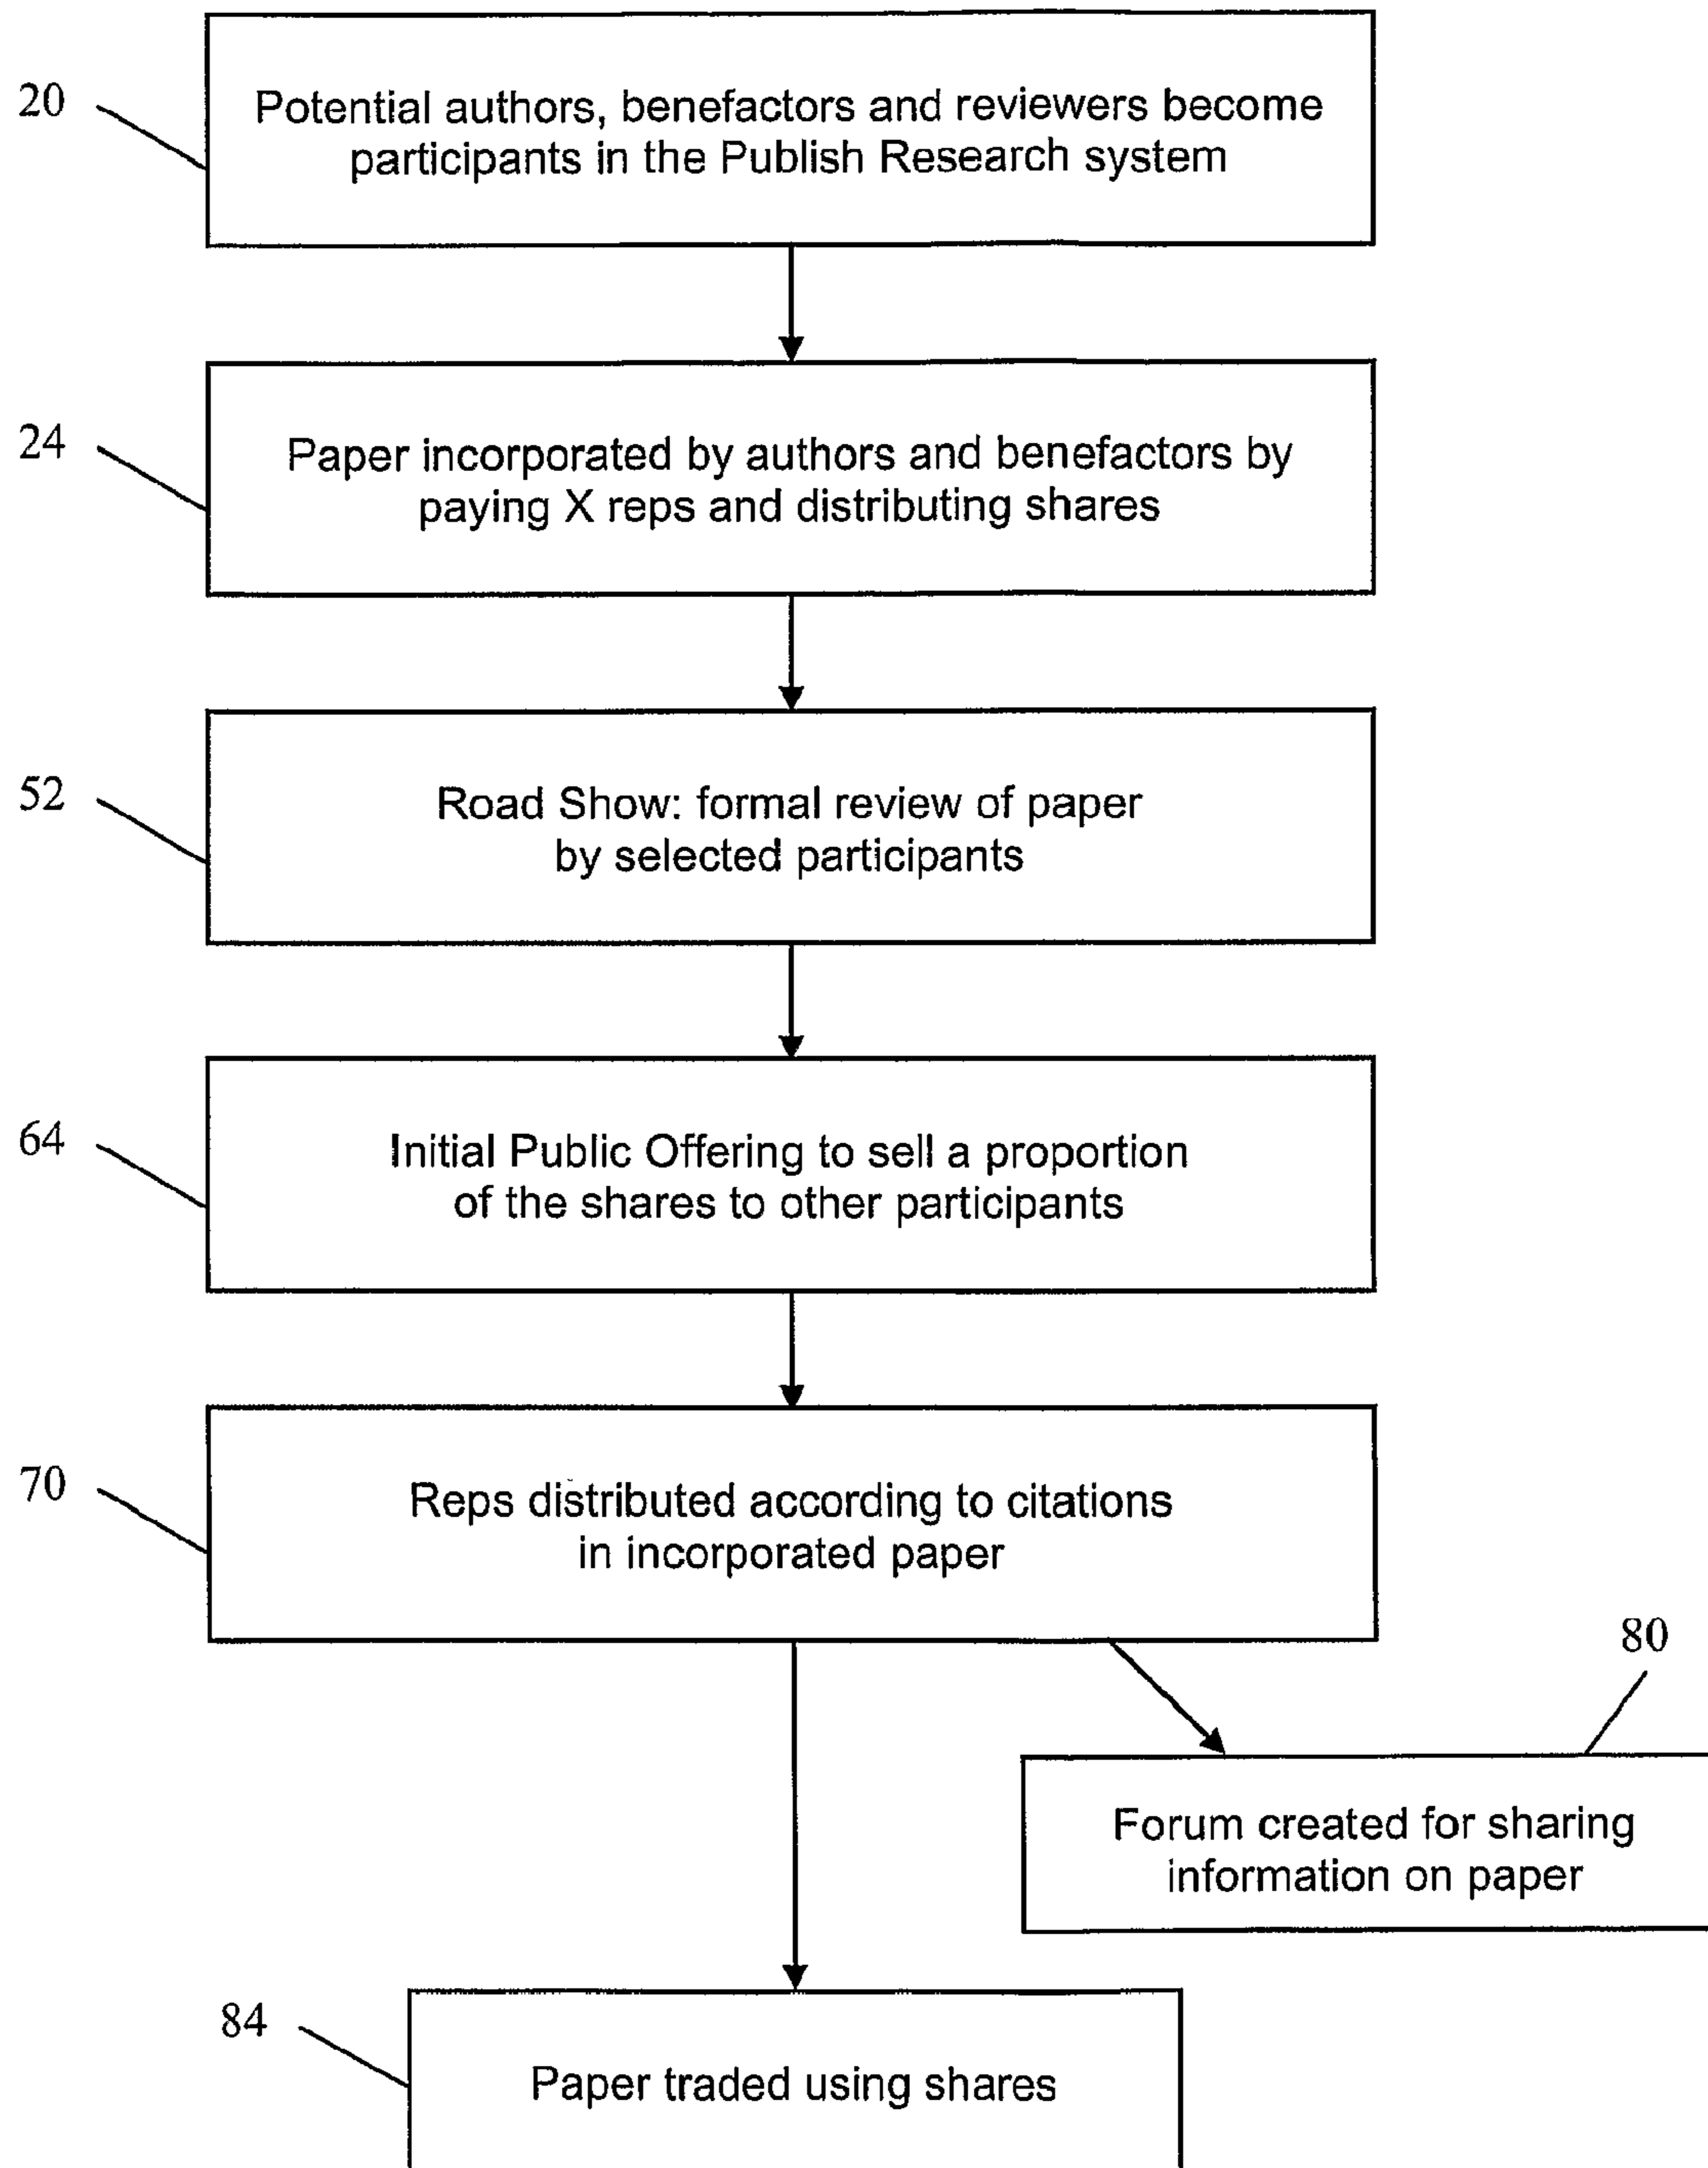 20
Potential authors, benefactors and reviewers become
participants in the Publish Research system
24
Paper incorporated by authors and benefactors by
paying X reps and distributing shares
52
Road Show: formal review of paper
by selected participants
64
Initial Public Offering to sell a proportion
of the shares to other participants
70
Reps distributed according to citations
in incorporated paper
80
Forum created for sharing
information on paper
84
Paper traded using shares